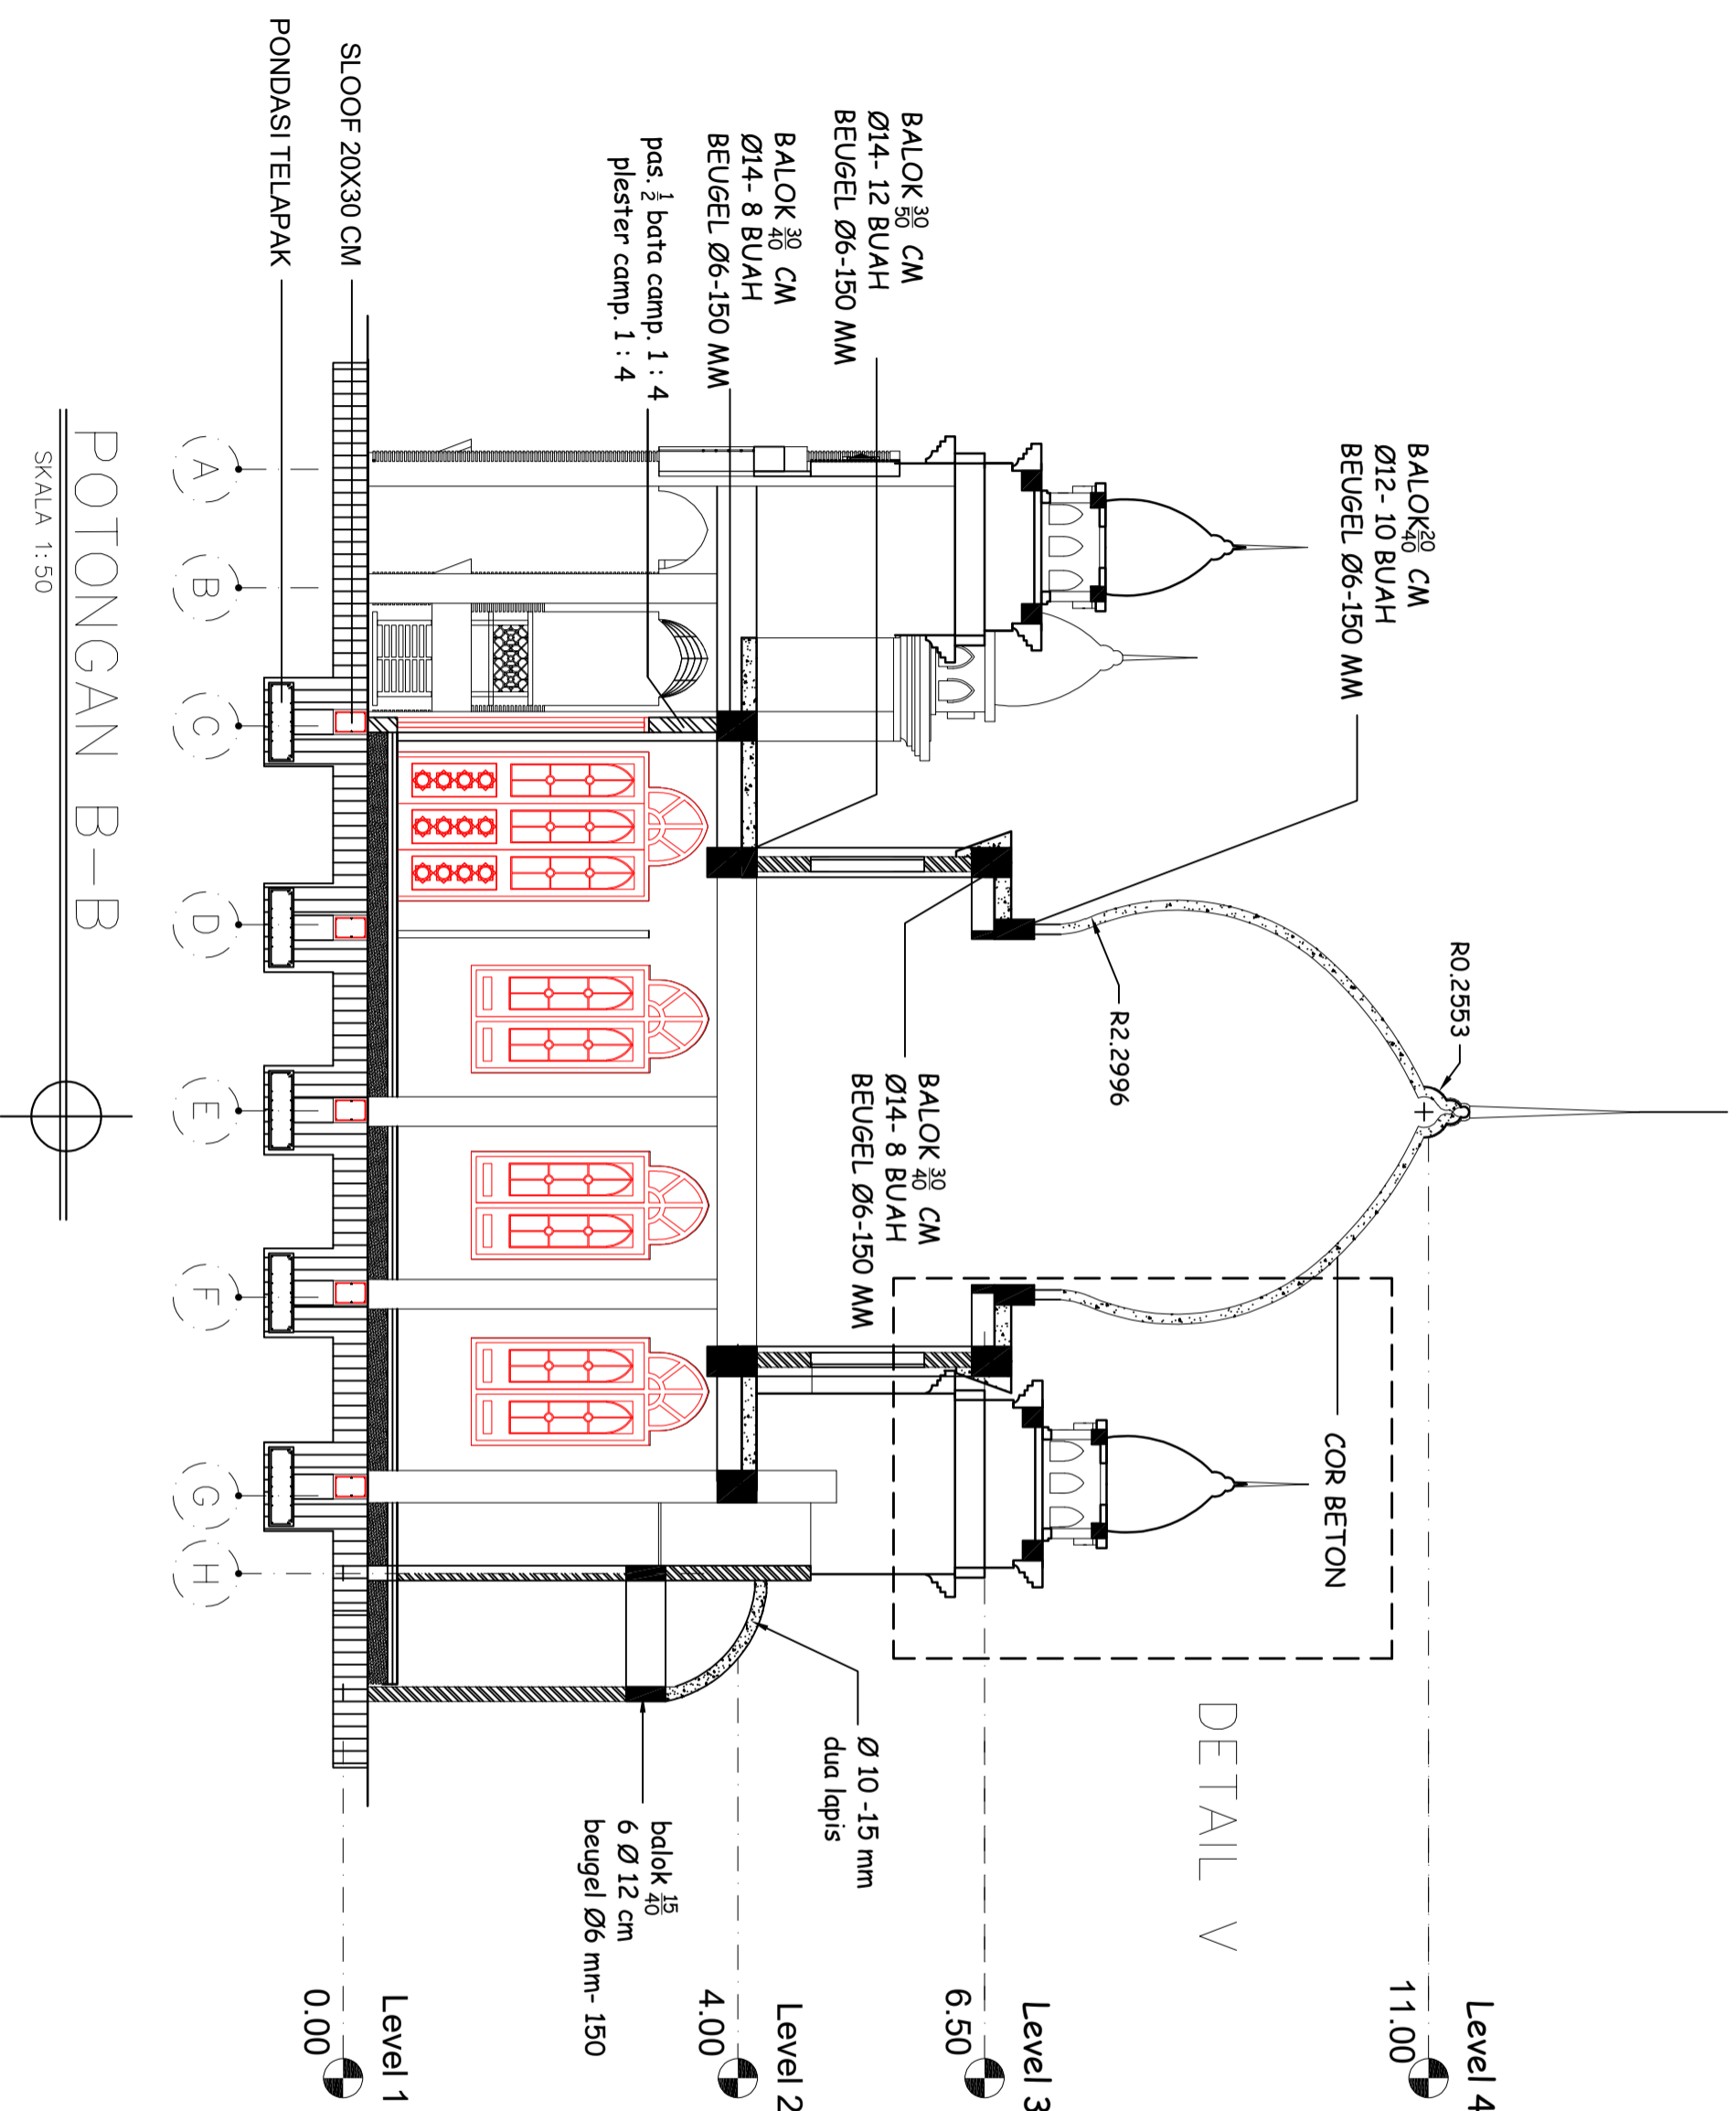 BALOK 20/40 CM
Ø12- 10 BUAH
BEUGEL Ø6-150 MM
BALOK 30/50 CM
Ø14- 12 BUAH
BEUGEL Ø6-150 MM
BALOK 30/40 CM
Ø14- 8 BUAH
BEUGEL Ø6-150 MM
pas. 1/2 bata camp. 1 : 4
plester camp. 1 : 4
SLOOF 20X30 CM
PONDASI TELAPAK
R0.2553
R2.2996
BALOK 30/40 CM
Ø14- 8 BUAH
BEUGEL Ø6-150 MM
COR BETON
DETAIL V
Ø 10 -15 mm
dua lapis
balok 15/40
6 Ø 12 cm
beugel Ø6 mm- 150
Level 4
11.00
Level 3
6.50
Level 2
4.00
Level 1
0.00
A
B
C
D
E
F
G
H
POTONGAN B-B
SKALA 1:50